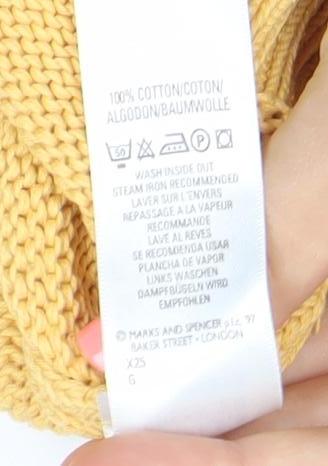 100% COTTON/COTON/
ALGODON/BAUMWOLLE
50 P
WASH INSIDE OUT
STEAM IRON RECOMMENDED
LAVER SUR L'ENVERS
REPASSAGE A LA VAPEUR
RECOMMANDE
LAVE AL REVES
SE RECOMIENDA USAR
PLANCHA DE VAPOR
LINKS WASCHEN
DAMPFBÜGELN WIRD
EMPFOHLEN
© MARKS AND SPENCER p.l.c. '97
BAKER STREET • LONDON
X25
G